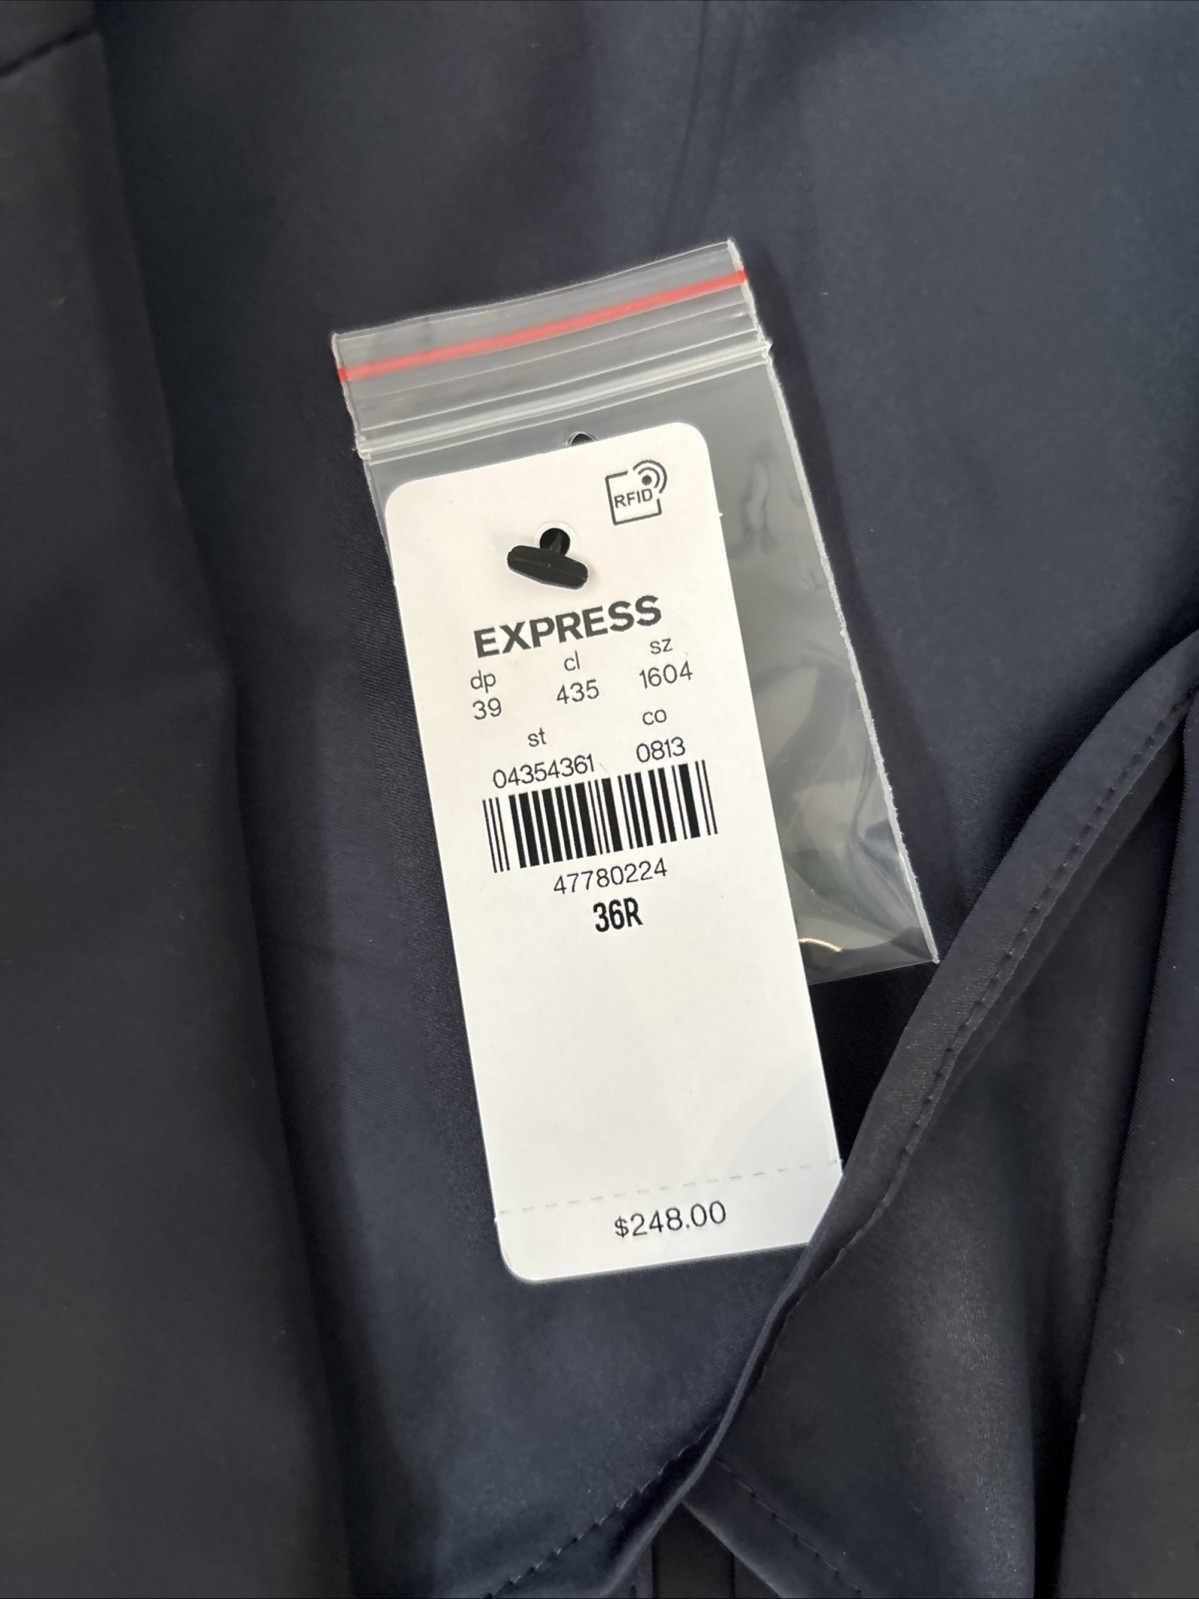 RFID
EXPRESS
dp cl sz
39 435 1604
st co
04354361 0813
47780224
36R
$248.00